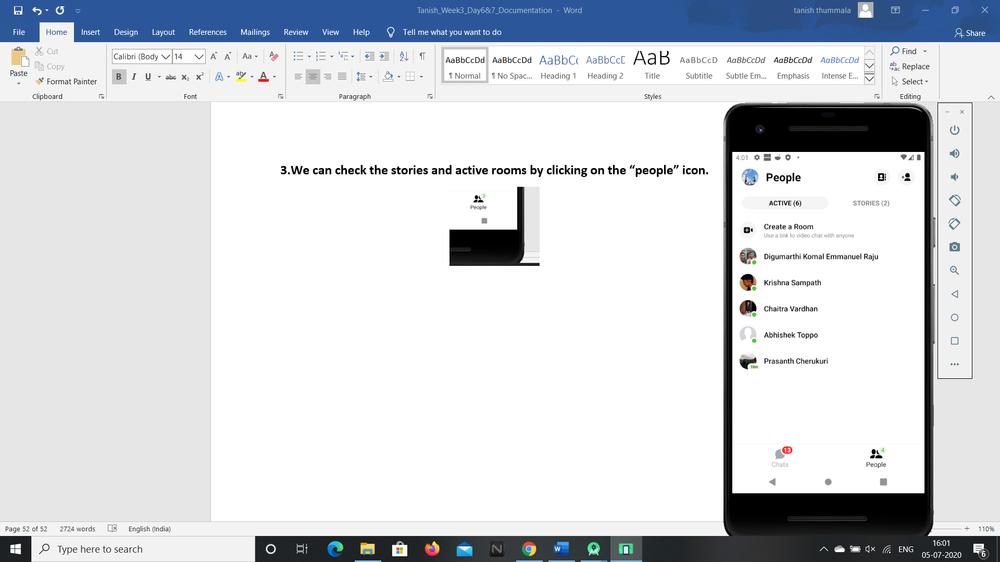 Tanish_Week3_Day6&7_Documentation - Word
tanish thummala
File Home Insert Design Layout References Mailings Review View Help Tell me what you want to do
Share
Paste
Cut
Copy
Format Painter
Clipboard
Calibri (Body 14
Aa
B I U abc x₂ x² A ab A
Font
Paragraph
AaBbCcDd
¶ Normal
AaBbCcDd
¶ No Spac...
AaBbCc
Heading 1
AaBbCcD
Heading 2
AaB
Title
AaBbCcD
Subtitle
AaBbCcDd
Subtle Em...
AaBbCcDd
Emphasis
AaBbCcDd
Intense E...
Styles
Find
Replace
Select
Editing
3.We can check the stories and active rooms by clicking on the “people” icon.
3
People
4:01
People
ACTIVE (6) STORIES (2)
Create a Room
Use a link to video chat with anyone
Digumarthi Komal Emmanuel Raju
Krishna Sampath
Chaitra Vardhan
Abhishek Toppo
Prasanth Cherukuri
10m
13
Chats
4
People
Page 52 of 52 2724 words English (India)
110%
Type here to search
ENG
16:01
05-07-2020
6